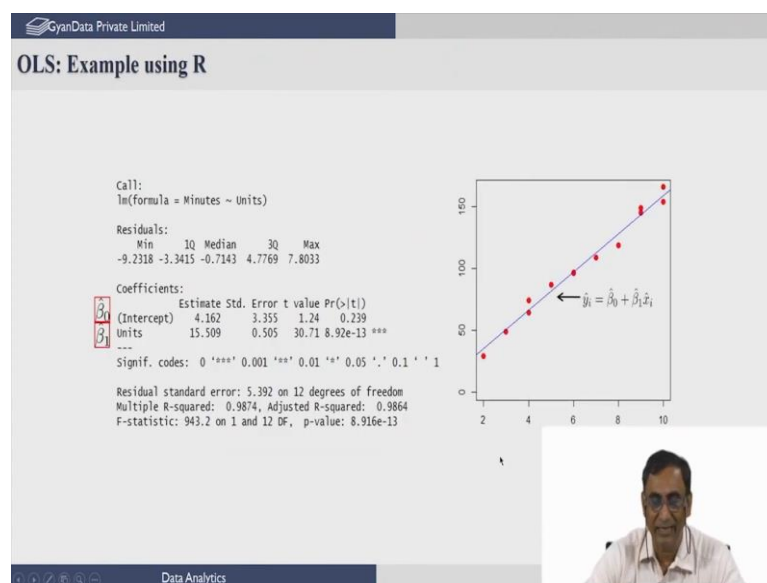 GyanData Private Limited
OLS: Example using R
Call:
lm(formula = Minutes ~ Units)
Residuals:
Min 1Q Median 3Q Max
-9.2318 -3.3415 -0.7143 4.7769 7.8033
Coefficients:
Estimate Std. Error t value Pr(>|t|)
β̂₀ (Intercept) 4.162 3.355 1.24 0.239
β̂₁ Units 15.509 0.505 30.71 8.92e-13 ***
---
Signif. codes: 0 ‘***’ 0.001 ‘**’ 0.01 ‘*’ 0.05 ‘.’ 0.1 ‘ ’ 1
Residual standard error: 5.392 on 12 degrees of freedom
Multiple R-squared: 0.9874, Adjusted R-squared: 0.9864
F-statistic: 943.2 on 1 and 12 DF, p-value: 8.916e-13
150
100
50
0
ŷᵢ = β̂₀ + β̂₁x̂ᵢ
2 4 6 8 10
Data Analytics